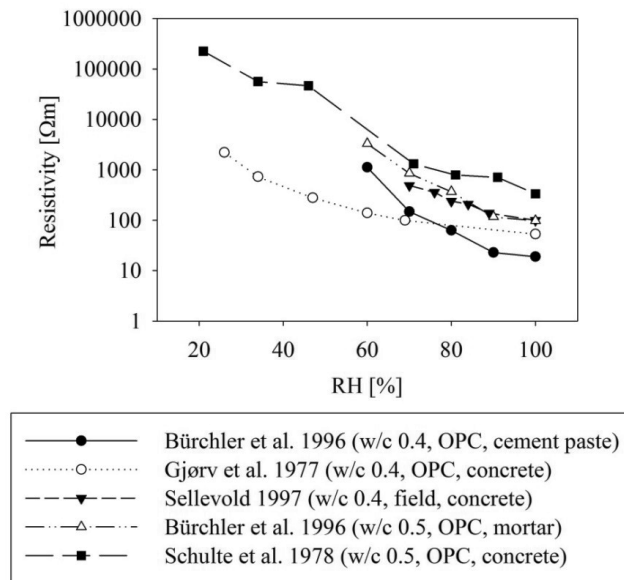 1000000
100000
10000
1000
100
10
1
Resistivity [Ωm]
20 40 60 80 100
RH [%]
Bürchler et al. 1996 (w/c 0.4, OPC, cement paste)
Gjørv et al. 1977 (w/c 0.4, OPC, concrete)
Sellevold 1997 (w/c 0.4, field, concrete)
Bürchler et al. 1996 (w/c 0.5, OPC, mortar)
Schulte et al. 1978 (w/c 0.5, OPC, concrete)